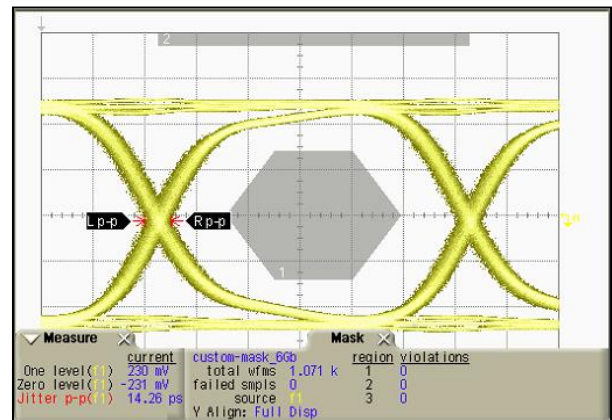 2
L p-p
R p-p
1
Measure
current
One level(f1) 230 mV
Zero level(f1) -231 mV
Jitter p-p(f1) 14.26 ps
Mask
custom-mask_6Gb
total wfms 1.071 k
failed smpls 0
source f1
Y Align: Full Disp
region violations
1 0
2 0
3 0